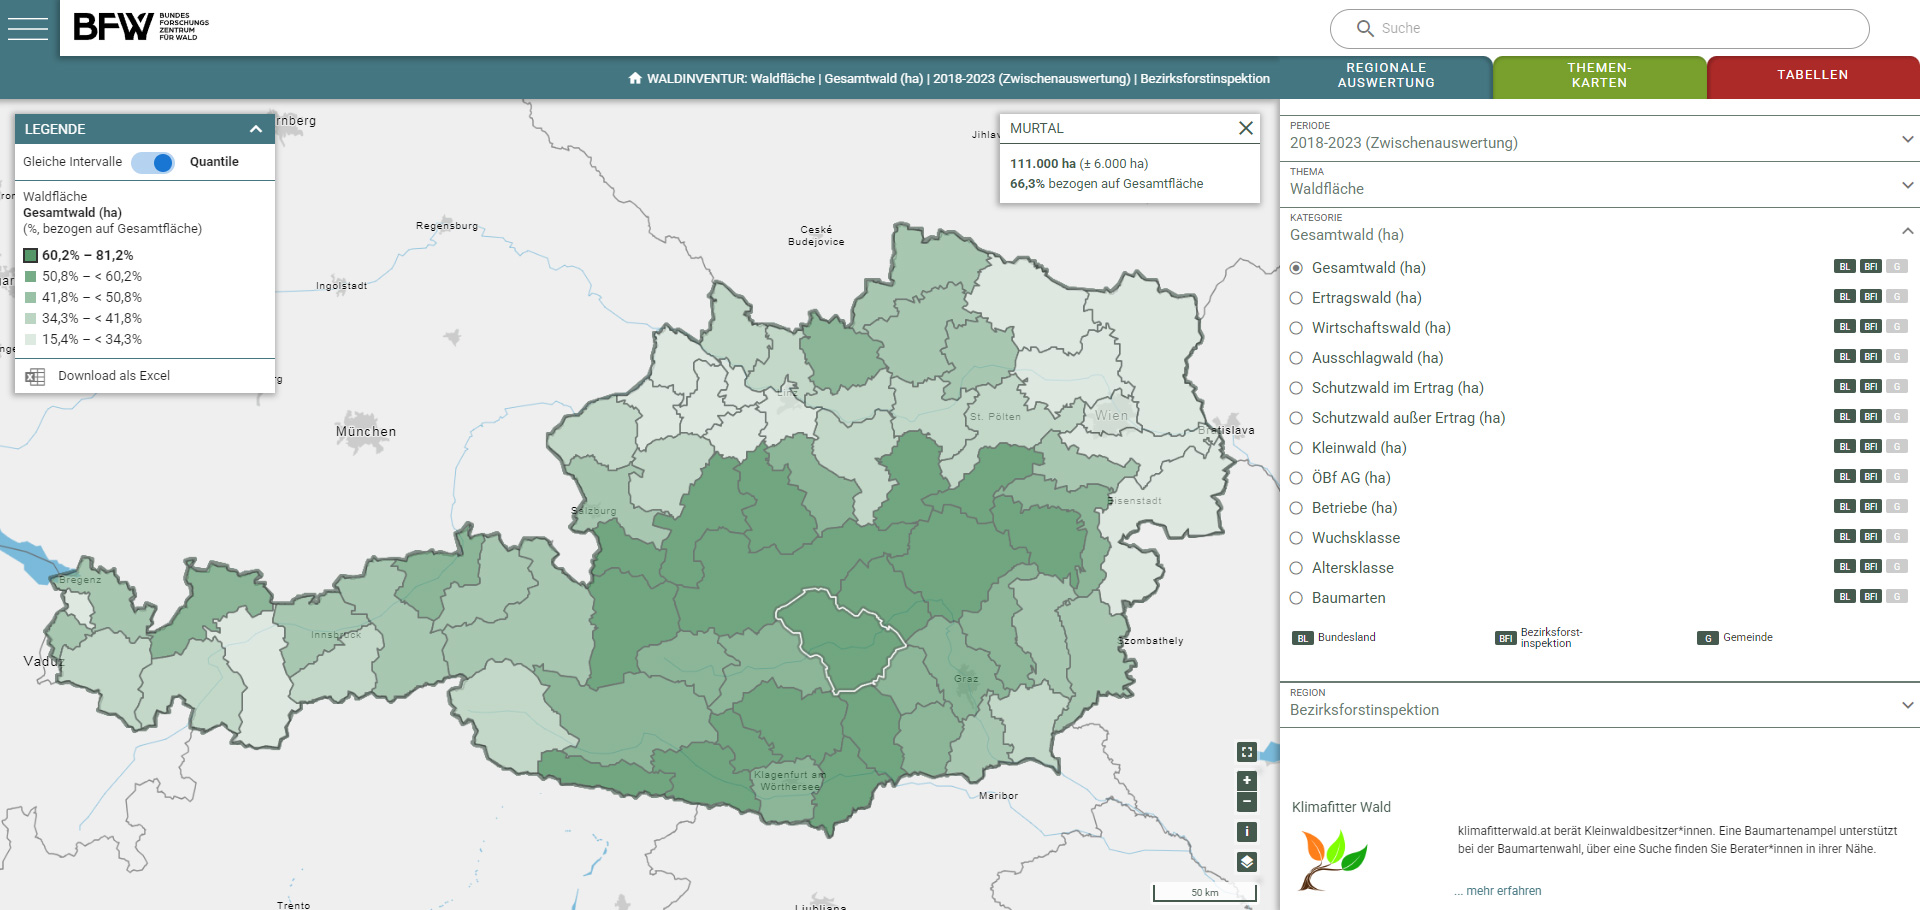 BFW
BUNDES
FORSCHUNGS
ZENTRUM
FÜR WALD
Suche
WALDINVENTUR: Waldfläche | Gesamtwald (ha) | 2018-2023 (Zwischenauswertung) | Bezirksforstinspektion
REGIONALE
AUSWERTUNG
THEMEN-
KARTEN
TABELLEN
LEGENDE
Gleiche Intervalle
Quantile
Waldfläche
Gesamtwald (ha)
(%, bezogen auf Gesamtfläche)
60,2% – 81,2%
50,8% – < 60,2%
41,8% – < 50,8%
34,3% – < 41,8%
15,4% – < 34,3%
Download als Excel
MURTAL
111.000 ha (± 6.000 ha)
66,3% bezogen auf Gesamtfläche
Regensburg
Ceské
Budejovice
Ingolstadt
München
Linz
St. Pölten
Wien
Bratislava
Eisenstadt
Salzburg
Bregenz
Innsbruck
Vaduz
Szombathely
Graz
Klagenfurt am
Wörthersee
Maribor
Trento
Ljubljana
50 km
PERIODE
2018-2023 (Zwischenauswertung)
THEMA
Waldfläche
KATEGORIE
Gesamtwald (ha)
Gesamtwald (ha) BL BFI G
Ertragswald (ha) BL BFI G
Wirtschaftswald (ha) BL BFI G
Ausschlagwald (ha) BL BFI G
Schutzwald im Ertrag (ha) BL BFI G
Schutzwald außer Ertrag (ha) BL BFI G
Kleinwald (ha) BL BFI G
ÖBf AG (ha) BL BFI G
Betriebe (ha) BL BFI G
Wuchsklasse BL BFI G
Altersklasse BL BFI G
Baumarten BL BFI G
BL Bundesland
BFI Bezirksforst-
inspektion
G Gemeinde
REGION
Bezirksforstinspektion
Klimafitter Wald
klimafitterwald.at berät Kleinwaldbesitzer*innen. Eine Baumartenampel unterstützt
bei der Baumartenwahl, über eine Suche finden Sie Berater*innen in ihrer Nähe.
... mehr erfahren